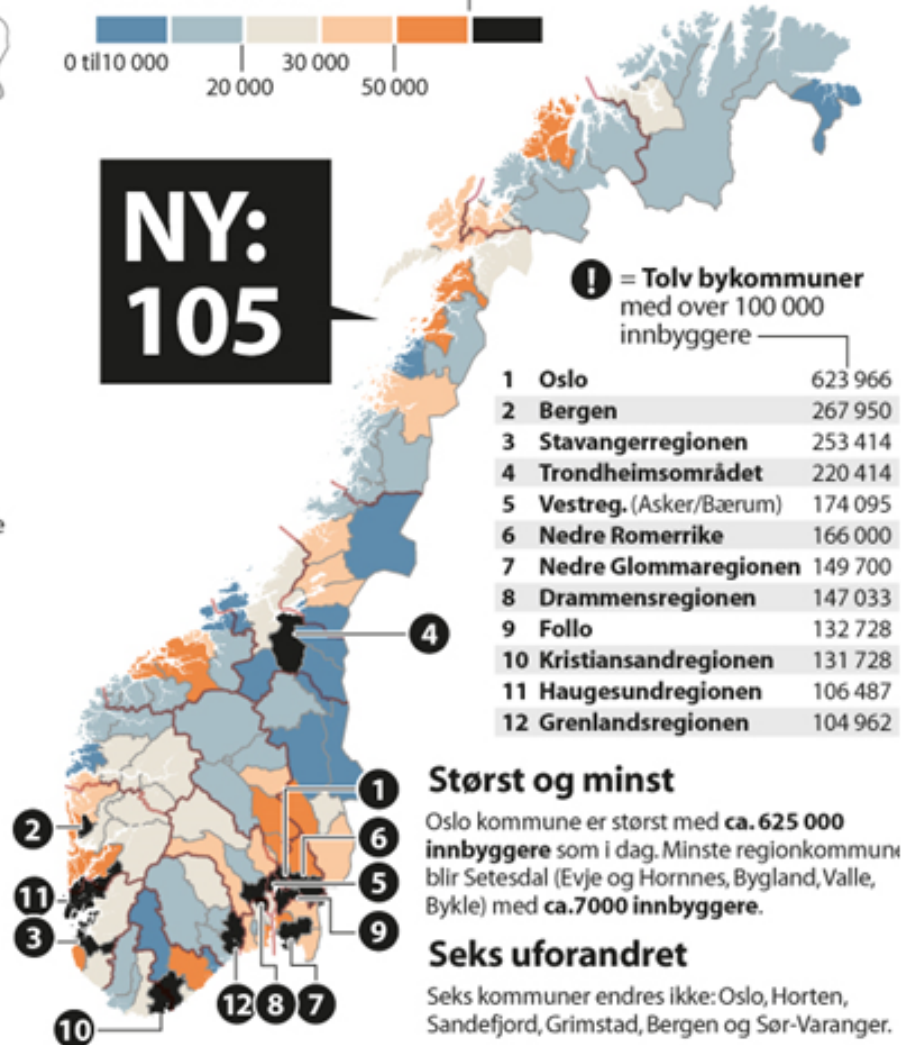 0 til 10 000
30 000
20 000
50 000
NY:
105
! = Tolv bykommuner
med over 100 000
innbyggere
1 Oslo 623 966
2 Bergen 267 950
3 Stavangerregionen 253 414
4 Trondheimsområdet 220 414
5 Vestreg. (Asker/Bærum) 174 095
6 Nedre Romerrike 166 000
7 Nedre Glommaregionen 149 700
8 Drammensregionen 147 033
9 Follo 132 728
10 Kristiansandregionen 131 728
11 Haugesundregionen 106 487
12 Grenlandsregionen 104 962
4
1
2
6
5
11
9
3
12
8
7
10
Størst og minst
Oslo kommune er størst med ca. 625 000
innbyggere som i dag. Minste regionkommune
blir Setesdal (Evje og Hornnes, Bygland, Valle,
Bykle) med ca. 7000 innbyggere.
Seks uforandret
Seks kommuner endres ikke: Oslo, Horten,
Sandefjord, Grimstad, Bergen og Sør-Varanger.